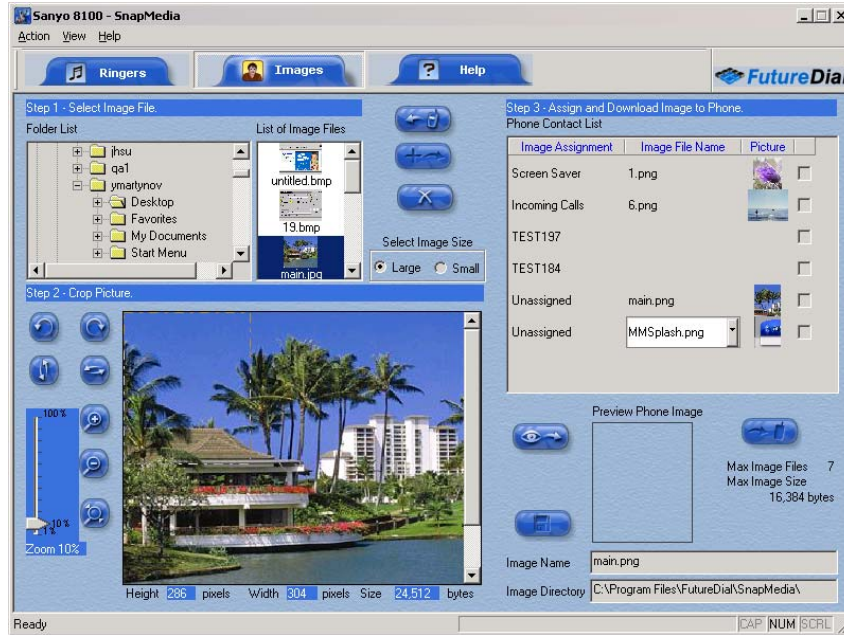 Sanyo 8100 - SnapMedia
Action View Help
Ringers Images Help
FutureDial
Step 1 - Select Image File.
Folder List
List of Image Files
jhsu
qa1
ymartynov
Desktop
Favorites
My Documents
Start Menu
untitled.bmp
19.bmp
main.jpg
Select Image Size
Large Small
Step 2 - Crop Picture.
100%
10%
1%
Zoom 10%
Height 286 pixels Width 304 pixels Size 24,512 bytes
Step 3 - Assign and Download Image to Phone.
Phone Contact List
Image Assignment Image File Name Picture
Screen Saver 1.png
Incoming Calls 6.png
TEST197
TEST184
Unassigned main.png
Unassigned MMSplash.png
Preview Phone Image
Max Image Files 7
Max Image Size
16,384 bytes
Image Name main.png
Image Directory C:\Program Files\FutureDial\SnapMedia\
Ready
CAP NUM SCRL